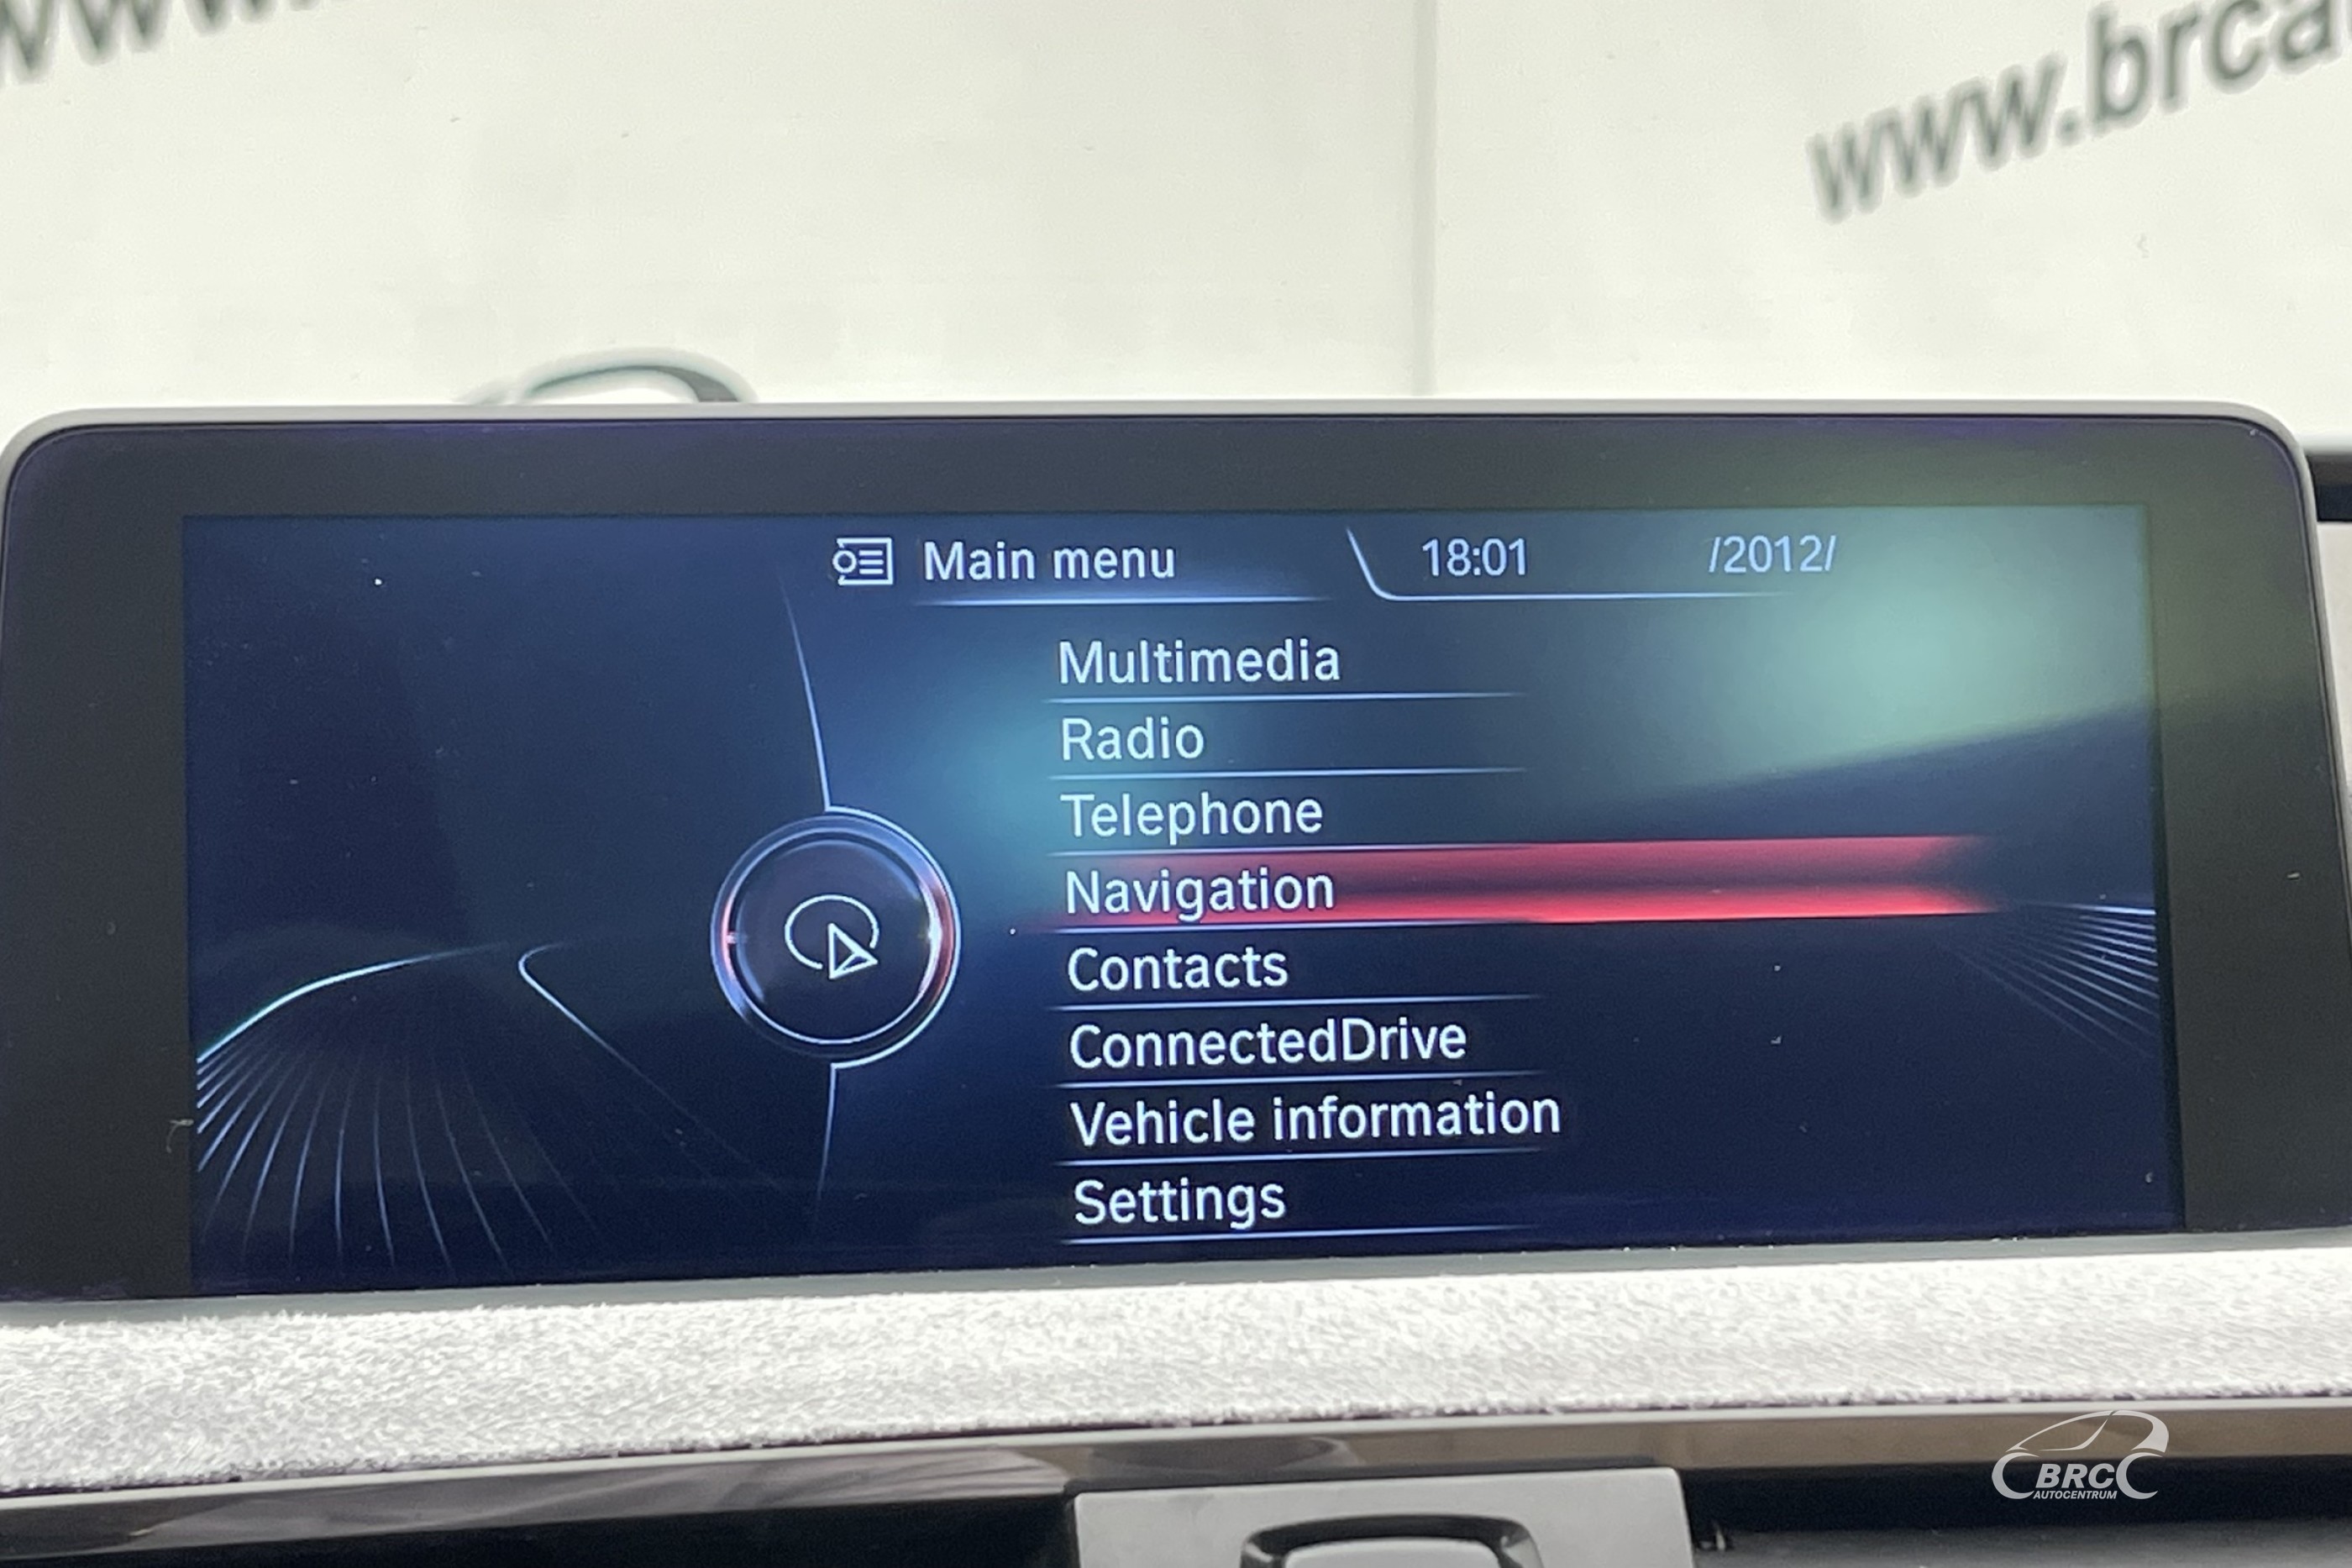 www.brca
Main menu 18:01 /2012/
Multimedia
Radio
Telephone
Navigation
Contacts
ConnectedDrive
Vehicle information
Settings
BRC
AUTOCENTRUM